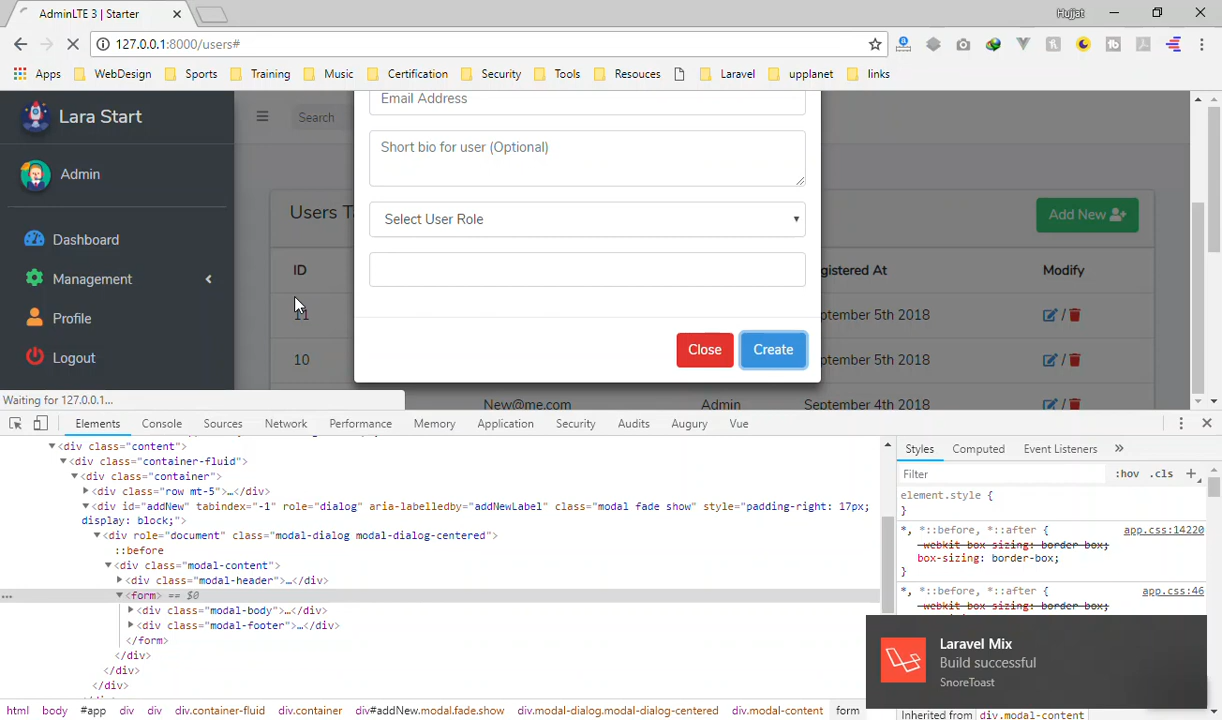 AdminLTE 3 | Starter
Hujjat
127.0.0.1:8000/users#
Apps WebDesign Sports Training Music Certification Security Tools Resouces Laravel upplanet links
Lara Start
Search
Admin
Dashboard
Management
Profile
Logout
Users Ta
Add New
ID
gistered At
Modify
11
ptember 5th 2018
/
10
ptember 5th 2018
/
New@me.com
Admin
September 4th 2018
/
Email Address
Short bio for user (Optional)
Select User Role
Close
Create
Waiting for 127.0.0.1...
Elements Console Sources Network Performance Memory Application Security Audits Augury Vue
<div class="content">
<div class="container-fluid">
<div class="container">
<div class="row mt-5">…</div>
<div id="addNew" tabindex="-1" role="dialog" aria-labelledby="addNewLabel" class="modal fade show" style="padding-right: 17px;
display: block;">
<div role="document" class="modal-dialog modal-dialog-centered">
::before
<div class="modal-content">
<div class="modal-header">…</div>
... <form> == $0
<div class="modal-body">…</div>
<div class="modal-footer">…</div>
</form>
</div>
</div>
</div>
html body #app div div div.container-fluid div.container div#addNew.modal.fade.show div.modal-dialog.modal-dialog-centered div.modal-content form
Styles Computed Event Listeners »
Filter
:hov .cls +
element.style {
}
*, *::before, *::after { app.css:14220
-webkit-box-sizing: border-box;
box-sizing: border-box;
}
*, *::before, *::after { app.css:46
-webkit-box-sizing: border-box;
Laravel Mix
Build successful
SnoreToast
Inherited from div.modal-content